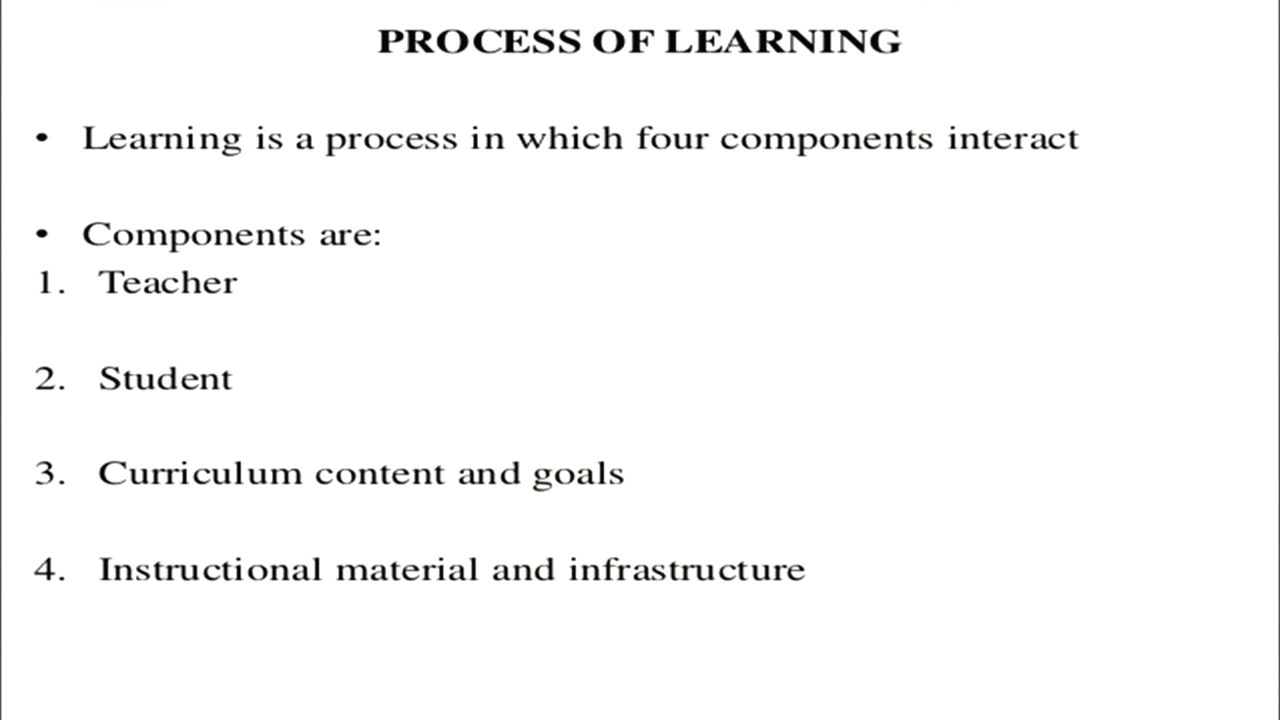 PROCESS OF LEARNING
• Learning is a process in which four components interact
• Components are:
1. Teacher
2. Student
3. Curriculum content and goals
4. Instructional material and infrastructure